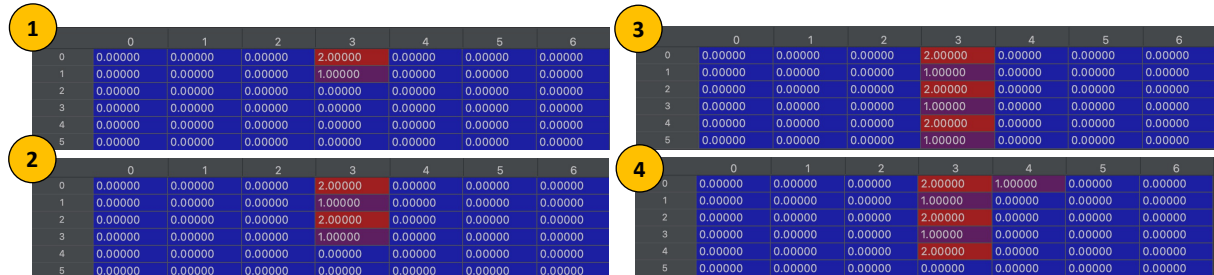 1
0 1 2 3 4 5 6
0 0.00000 0.00000 0.00000 2.00000 0.00000 0.00000 0.00000
1 0.00000 0.00000 0.00000 1.00000 0.00000 0.00000 0.00000
2 0.00000 0.00000 0.00000 0.00000 0.00000 0.00000 0.00000
3 0.00000 0.00000 0.00000 0.00000 0.00000 0.00000 0.00000
4 0.00000 0.00000 0.00000 0.00000 0.00000 0.00000 0.00000
5 0.00000 0.00000 0.00000 0.00000 0.00000 0.00000 0.00000
2
0 1 2 3 4 5 6
0 0.00000 0.00000 0.00000 2.00000 0.00000 0.00000 0.00000
1 0.00000 0.00000 0.00000 1.00000 0.00000 0.00000 0.00000
2 0.00000 0.00000 0.00000 2.00000 0.00000 0.00000 0.00000
3 0.00000 0.00000 0.00000 1.00000 0.00000 0.00000 0.00000
4 0.00000 0.00000 0.00000 0.00000 0.00000 0.00000 0.00000
5 0.00000 0.00000 0.00000 0.00000 0.00000 0.00000 0.00000
3
0 1 2 3 4 5 6
0 0.00000 0.00000 0.00000 2.00000 0.00000 0.00000 0.00000
1 0.00000 0.00000 0.00000 1.00000 0.00000 0.00000 0.00000
2 0.00000 0.00000 0.00000 2.00000 0.00000 0.00000 0.00000
3 0.00000 0.00000 0.00000 1.00000 0.00000 0.00000 0.00000
4 0.00000 0.00000 0.00000 2.00000 0.00000 0.00000 0.00000
5 0.00000 0.00000 0.00000 1.00000 0.00000 0.00000 0.00000
4
0 1 2 3 4 5 6
0 0.00000 0.00000 0.00000 2.00000 1.00000 0.00000 0.00000
1 0.00000 0.00000 0.00000 1.00000 0.00000 0.00000 0.00000
2 0.00000 0.00000 0.00000 2.00000 0.00000 0.00000 0.00000
3 0.00000 0.00000 0.00000 1.00000 0.00000 0.00000 0.00000
4 0.00000 0.00000 0.00000 2.00000 0.00000 0.00000 0.00000
5 0.00000 0.00000 0.00000 0.00000 0.00000 0.00000 0.00000